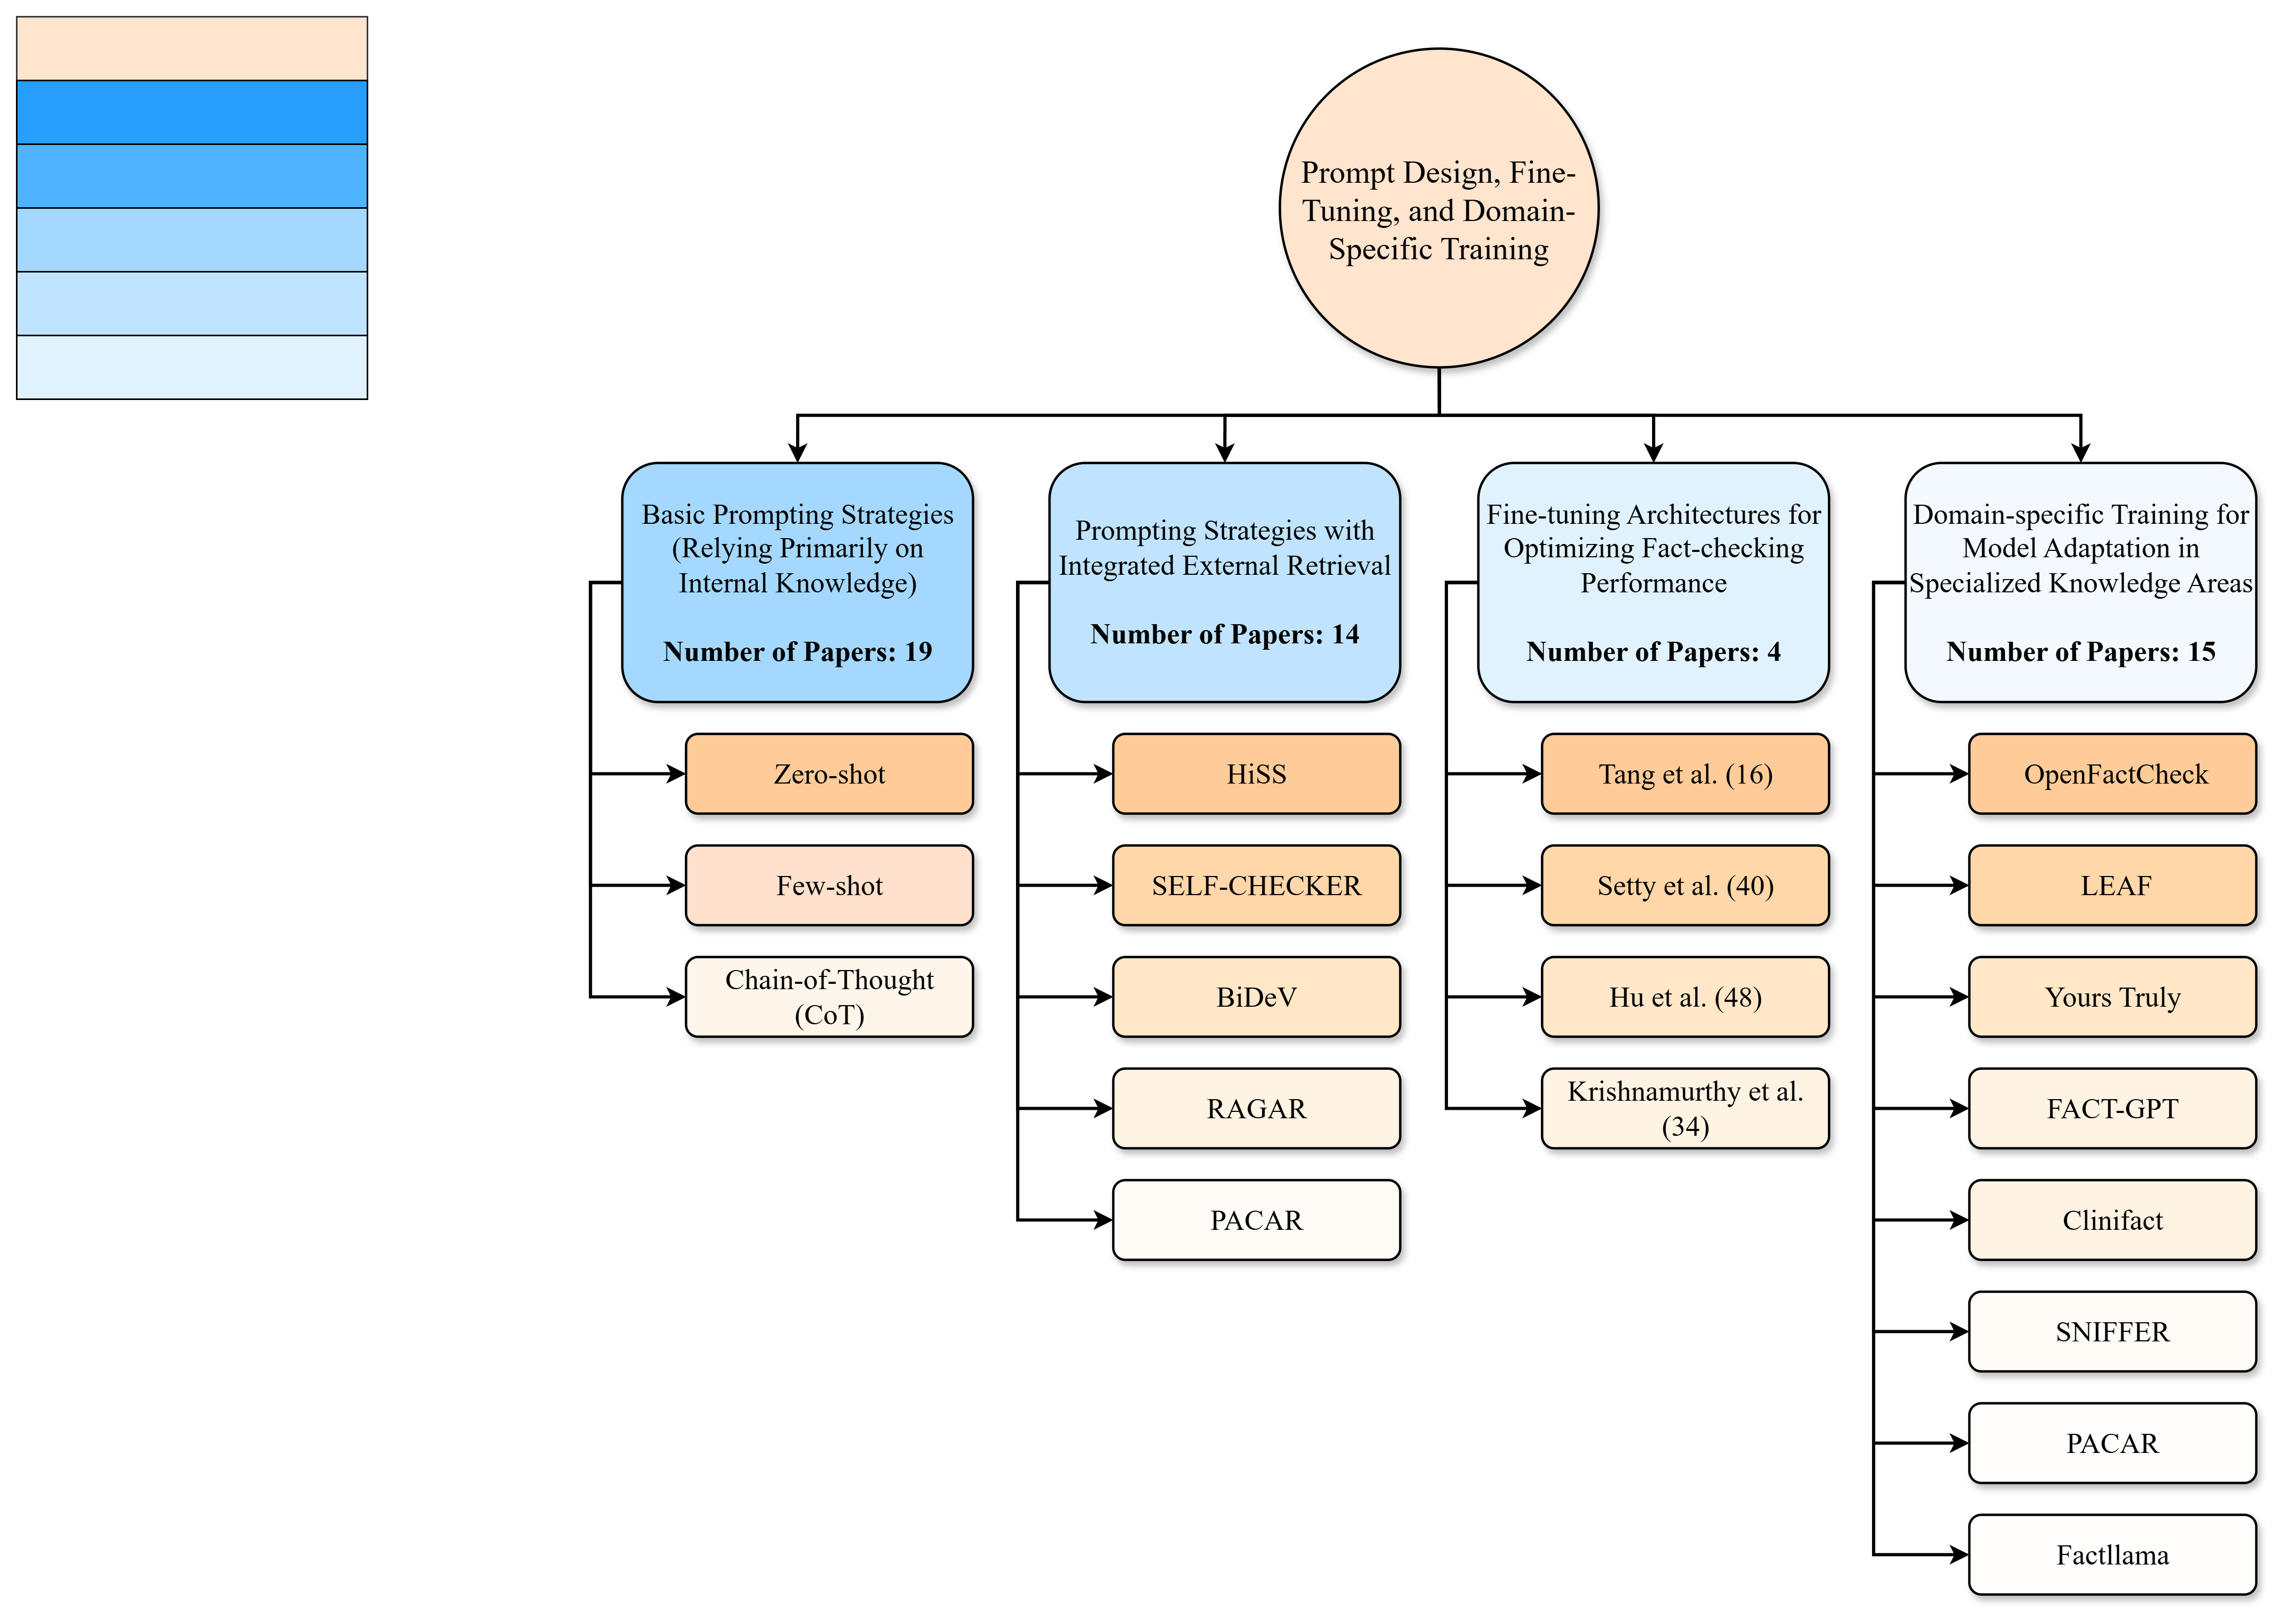 Prompt Design, Fine-
Tuning, and Domain-
Specific Training
Basic Prompting Strategies
(Relying Primarily on
Internal Knowledge)
Number of Papers: 19
Zero-shot
Few-shot
Chain-of-Thought
(CoT)
Prompting Strategies with
Integrated External Retrieval
Number of Papers: 14
HiSS
SELF-CHECKER
BiDeV
RAGAR
PACAR
Fine-tuning Architectures for
Optimizing Fact-checking
Performance
Number of Papers: 4
Tang et al. (16)
Setty et al. (40)
Hu et al. (48)
Krishnamurthy et al.
(34)
Domain-specific Training for
Model Adaptation in
Specialized Knowledge Areas
Number of Papers: 15
OpenFactCheck
LEAF
Yours Truly
FACT-GPT
Clinifact
SNIFFER
PACAR
Factllama